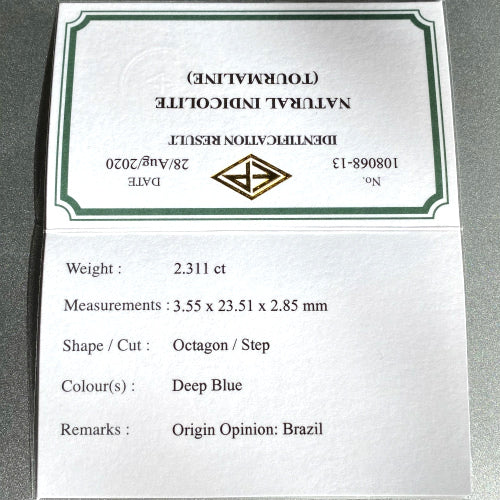 No. 108068-13
DATE 28/Aug/2020
EP
IDENTIFICATION RESULT
NATURAL INDICOLITE
(TOURMALINE)
Weight : 2.311 ct
Measurements : 3.55 x 23.51 x 2.85 mm
Shape / Cut : Octagon / Step
Colour(s) : Deep Blue
Remarks : Origin Opinion: Brazil